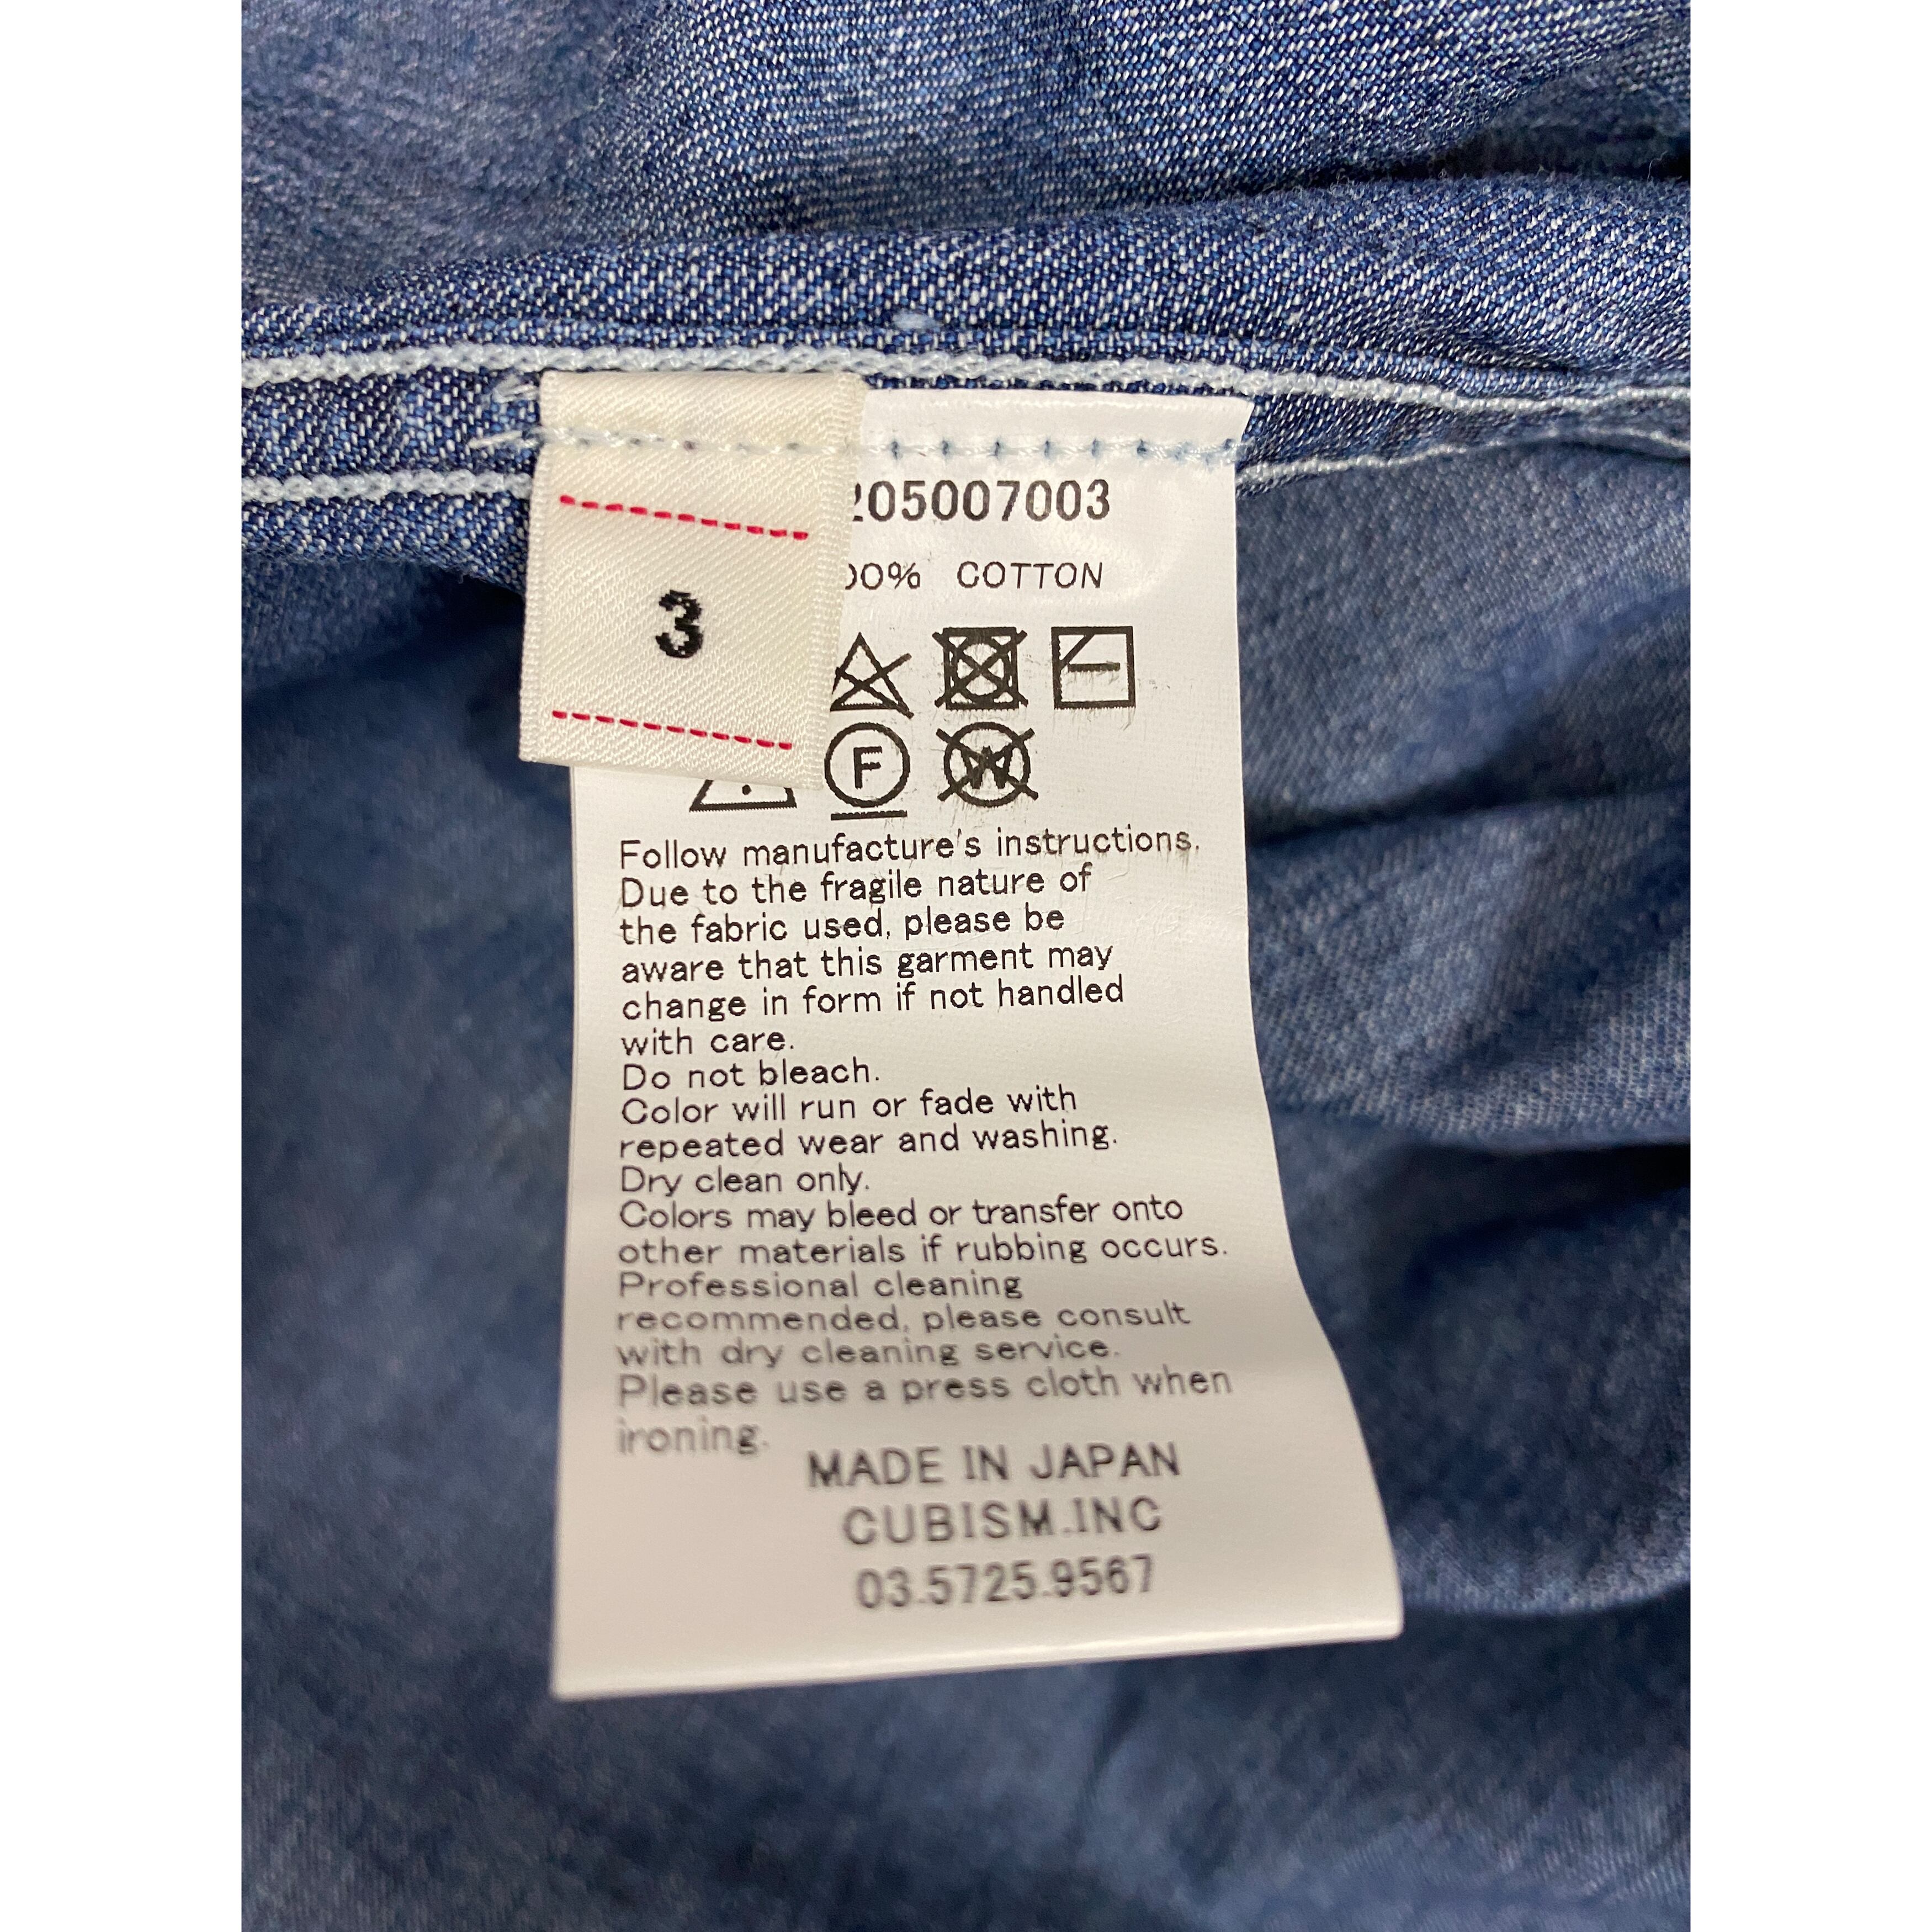 3
205007003
00% COTTON
F
W
Follow manufacture's instructions.
Due to the fragile nature of
the fabric used, please be
aware that this garment may
change in form if not handled
with care.
Do not bleach.
Color will run or fade with
repeated wear and washing.
Dry clean only.
Colors may bleed or transfer onto
other materials if rubbing occurs.
Professional cleaning
recommended, please consult
with dry cleaning service.
Please use a press cloth when
ironing.
MADE IN JAPAN
CUBISM.INC
03.5725.9567